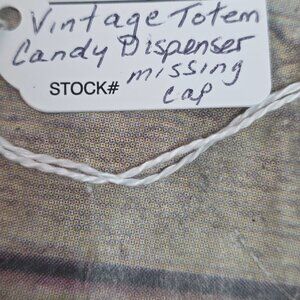 Vintage Totem
Candy Dispenser
missing
STOCK# cap